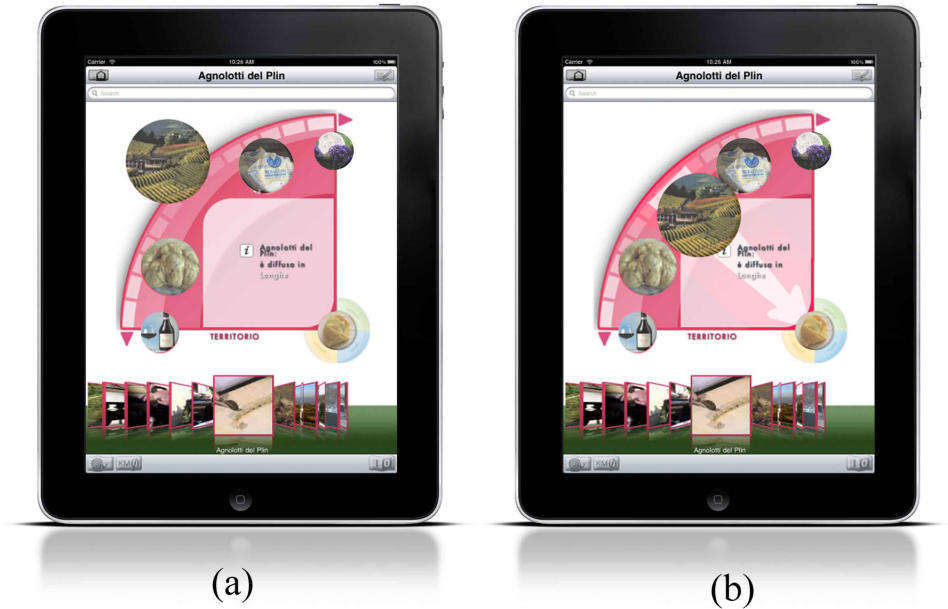 Carrier 10:26 AM 100%
Agnolotti del Plin
Search
Agnolotti del
Plin:
è diffusa in
Langhe
TERRITORIO
Agnolotti del Plin
KM
(a)
Carrier 10:26 AM 100%
Agnolotti del Plin
Search
Agnolotti del
Plin:
è diffusa in
Langhe
TERRITORIO
Agnolotti del Plin
KM
(b)